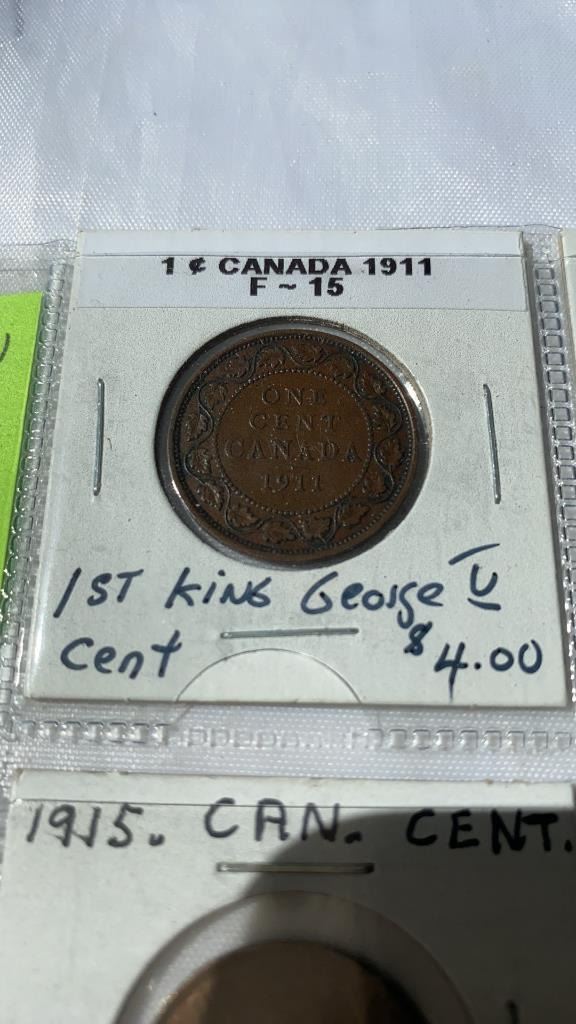 1 ¢ CANADA 1911
F ~ 15
ONE
CENT
CANADA
1911
1ST KING George V
Cent $4.00
1915. CAN. CENT.